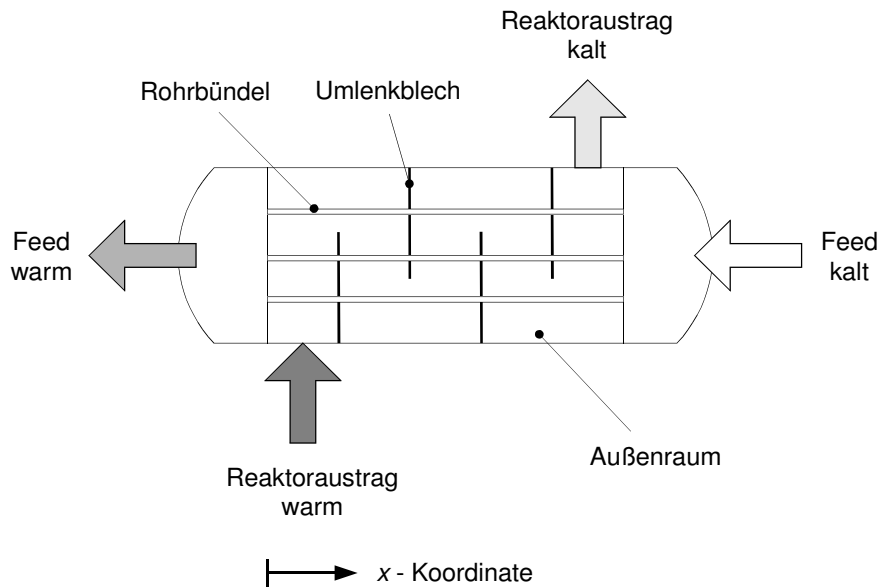 Reaktoraustrag
kalt
Rohrbündel
Umlenkblech
Feed
warm
Feed
kalt
Reaktoraustrag
warm
Außenraum
x - Koordinate